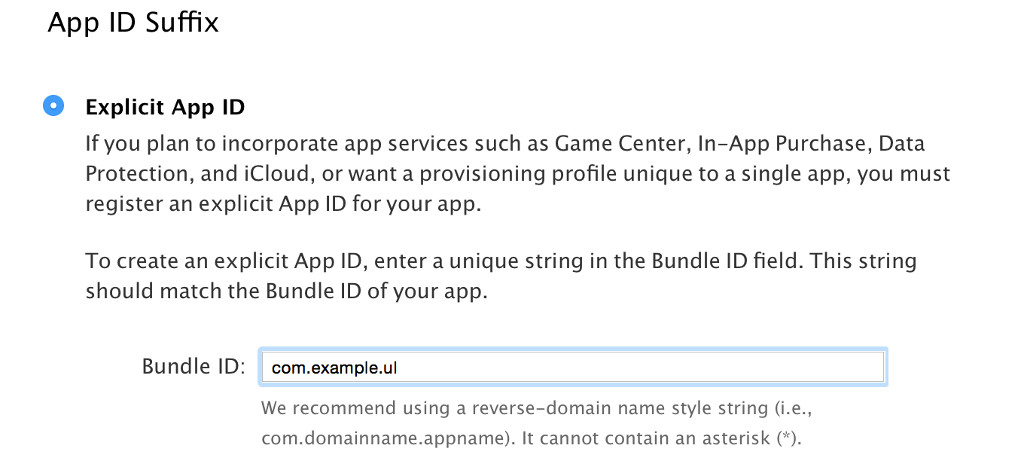 App ID Suffix
Explicit App ID
If you plan to incorporate app services such as Game Center, In-App Purchase, Data
Protection, and iCloud, or want a provisioning profile unique to a single app, you must
register an explicit App ID for your app.
To create an explicit App ID, enter a unique string in the Bundle ID field. This string
should match the Bundle ID of your app.
Bundle ID: com.example.ul
We recommend using a reverse-domain name style string (i.e.,
com.domainname.appname). It cannot contain an asterisk (*).